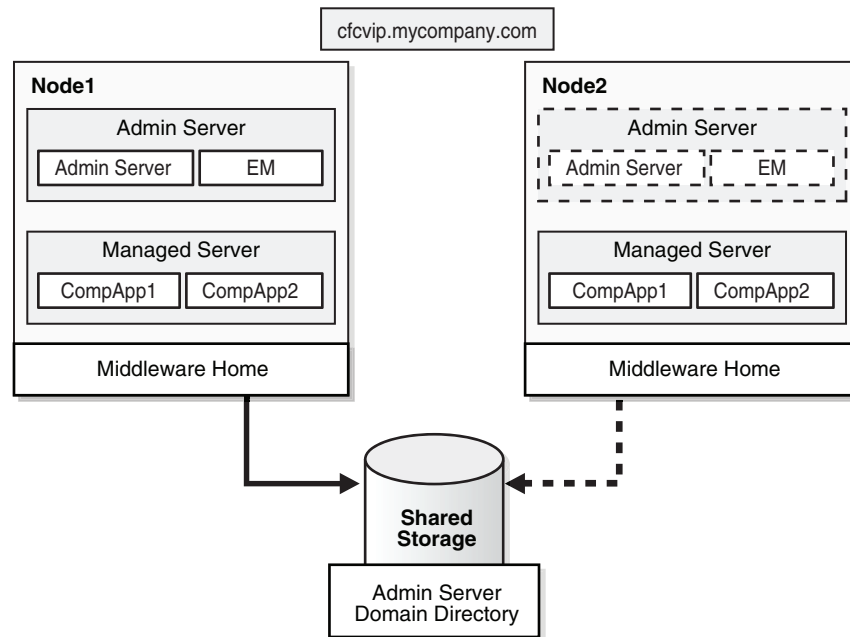 cfcvip.mycompany.com
Node1
Admin Server
Admin Server
EM
Managed Server
CompApp1
CompApp2
Middleware Home
Node2
Admin Server
Admin Server
EM
Managed Server
CompApp1
CompApp2
Middleware Home
Shared
Storage
Admin Server
Domain Directory